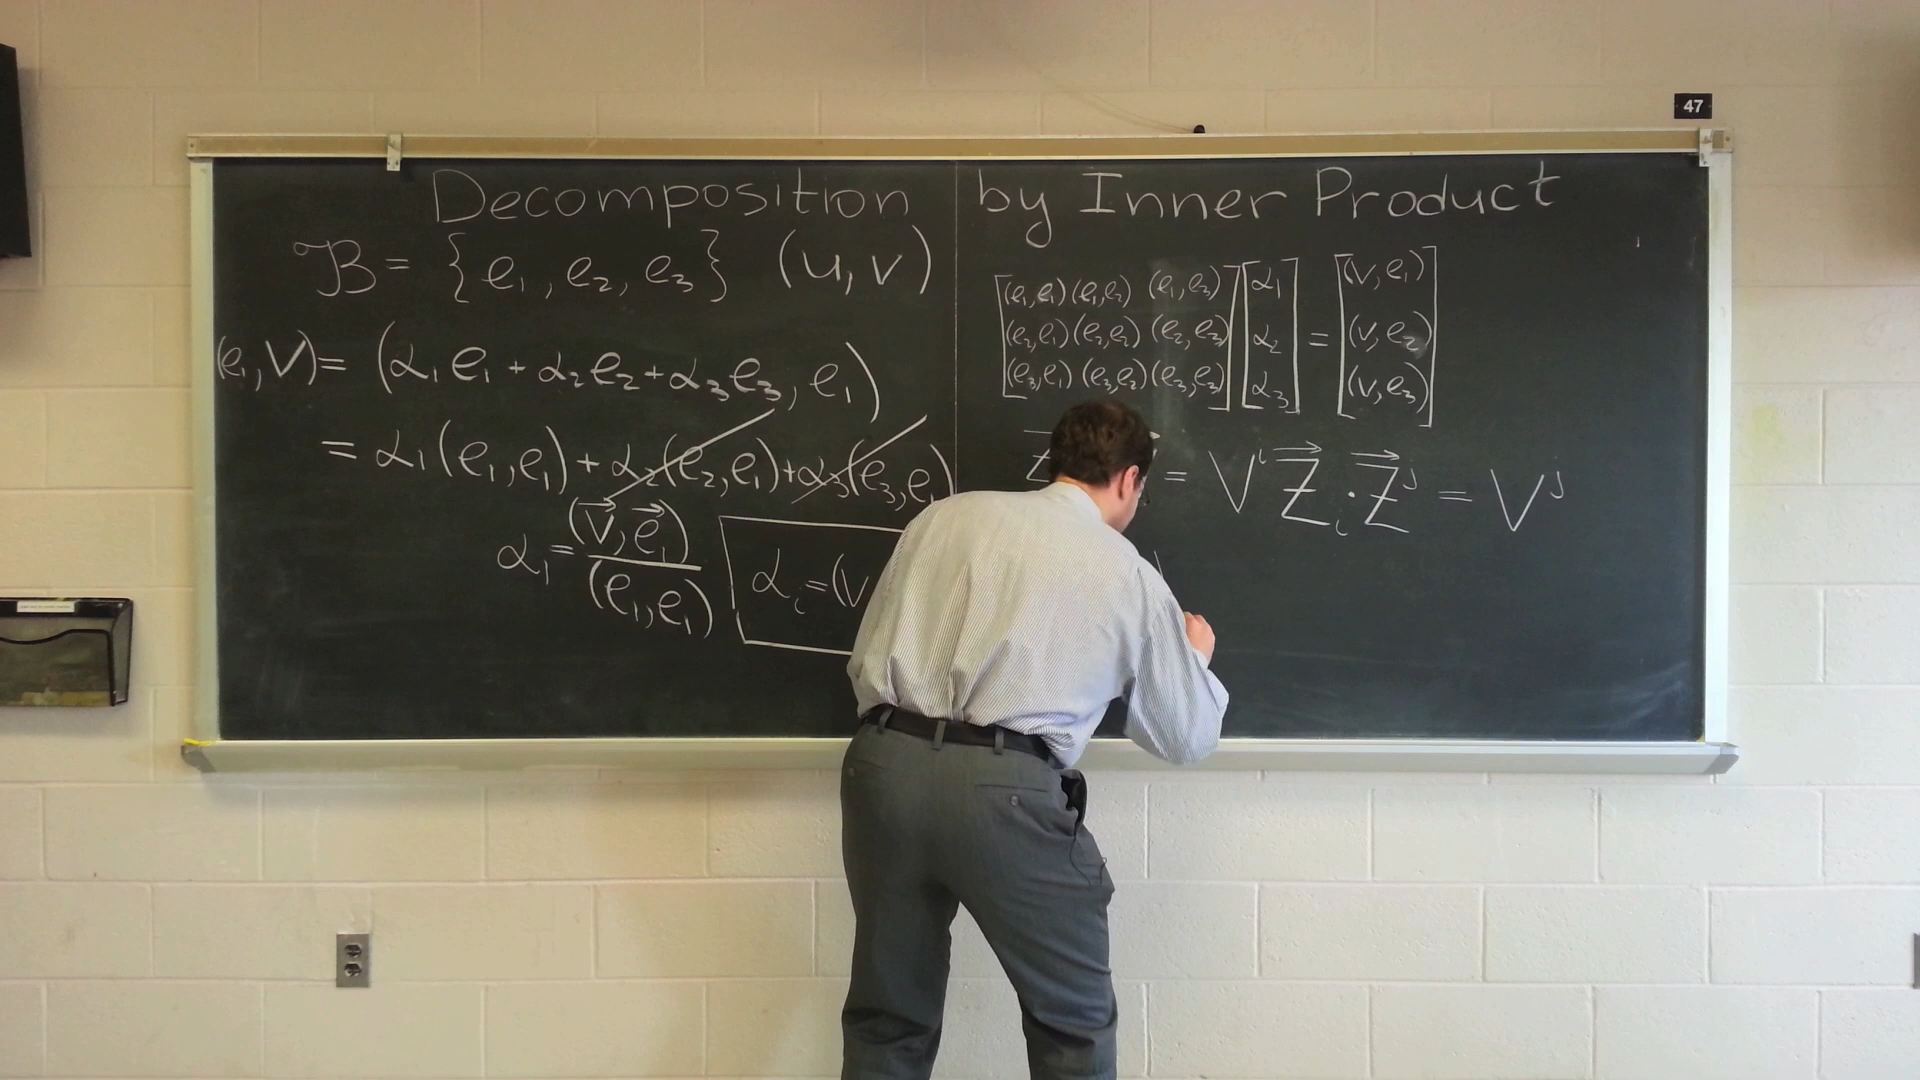 47
Decomposition by Inner Product
ℬ = {e₁, e₂, e₃} (u, v)
(e₁, V) = (α₁e₁ + α₂e₂ + α₃e₃, e₁)
= α₁(e₁, e₁) + α₂(e₂, e₁) + α₃(e₃, e₁)
α₁ = (v⃗, e⃗₁) / (e₁, e₁)
αᵢ = (v
[(e₁, e₁) (e₁, e₂) (e₁, e₃)] [α₁] [(v, e₁)]
[(e₂, e₁) (e₂, e₂) (e₂, e₃)] [α₂] = [(v, e₂)]
[(e₃, e₁) (e₃, e₂) (e₃, e₃)] [α₃] [(v, e₃)]
= Vⁱ Z⃗ᵢ · Z⃗ʲ = Vʲ